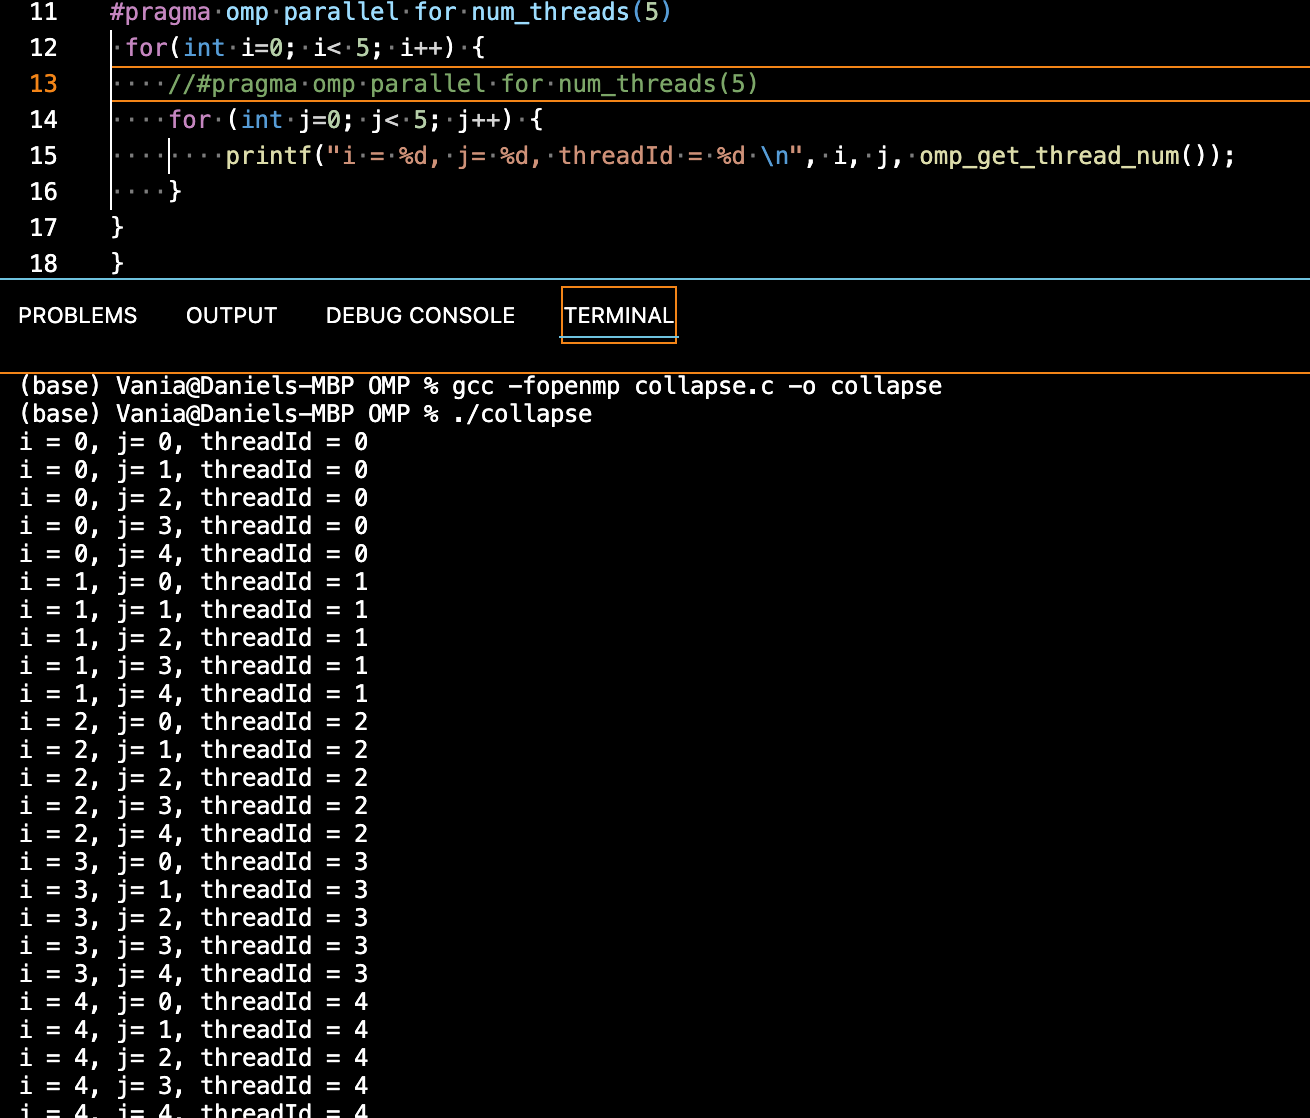 11 #pragma omp parallel for num_threads(5)
12 for(int i=0; i< 5; i++) {
13 //#pragma omp parallel for num_threads(5)
14 for (int j=0; j< 5; j++) {
15 printf("i = %d, j= %d, threadId = %d \n", i, j, omp_get_thread_num());
16 }
17 }
18 }
PROBLEMS OUTPUT DEBUG CONSOLE TERMINAL
(base) Vania@Daniels-MBP OMP % gcc -fopenmp collapse.c -o collapse
(base) Vania@Daniels-MBP OMP % ./collapse
i = 0, j= 0, threadId = 0
i = 0, j= 1, threadId = 0
i = 0, j= 2, threadId = 0
i = 0, j= 3, threadId = 0
i = 0, j= 4, threadId = 0
i = 1, j= 0, threadId = 1
i = 1, j= 1, threadId = 1
i = 1, j= 2, threadId = 1
i = 1, j= 3, threadId = 1
i = 1, j= 4, threadId = 1
i = 2, j= 0, threadId = 2
i = 2, j= 1, threadId = 2
i = 2, j= 2, threadId = 2
i = 2, j= 3, threadId = 2
i = 2, j= 4, threadId = 2
i = 3, j= 0, threadId = 3
i = 3, j= 1, threadId = 3
i = 3, j= 2, threadId = 3
i = 3, j= 3, threadId = 3
i = 3, j= 4, threadId = 3
i = 4, j= 0, threadId = 4
i = 4, j= 1, threadId = 4
i = 4, j= 2, threadId = 4
i = 4, j= 3, threadId = 4
i = 4, j= 4, threadId = 4